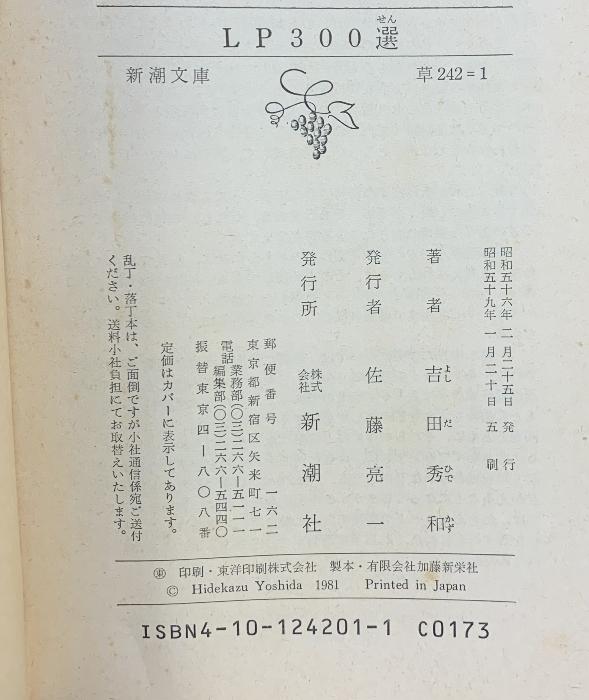 せん
LP300選
新潮文庫
草242=1
昭和五十六年二月二十五日発行
昭和五十九年一月二十日五刷
著者 吉田秀和
よしだひでかず
発行者 佐藤亮一
発行所 株式会社 新潮社
郵便番号 一六二
東京都新宿区矢来町七一
業務部(〇三)二六六―五一一一
電話
編集部(〇三)二六六―五四四〇
振替東京四―八〇八番
定価はカバーに表示してあります。
乱丁・落丁本は、ご面倒ですが小社通信係宛ご送付
ください。送料小社負担にてお取替えいたします。
東 印刷・東洋印刷株式会社 製本・有限会社加藤新栄社
© Hidekazu Yoshida 1981 Printed in Japan
ISBN4-10-124201-1 C0173